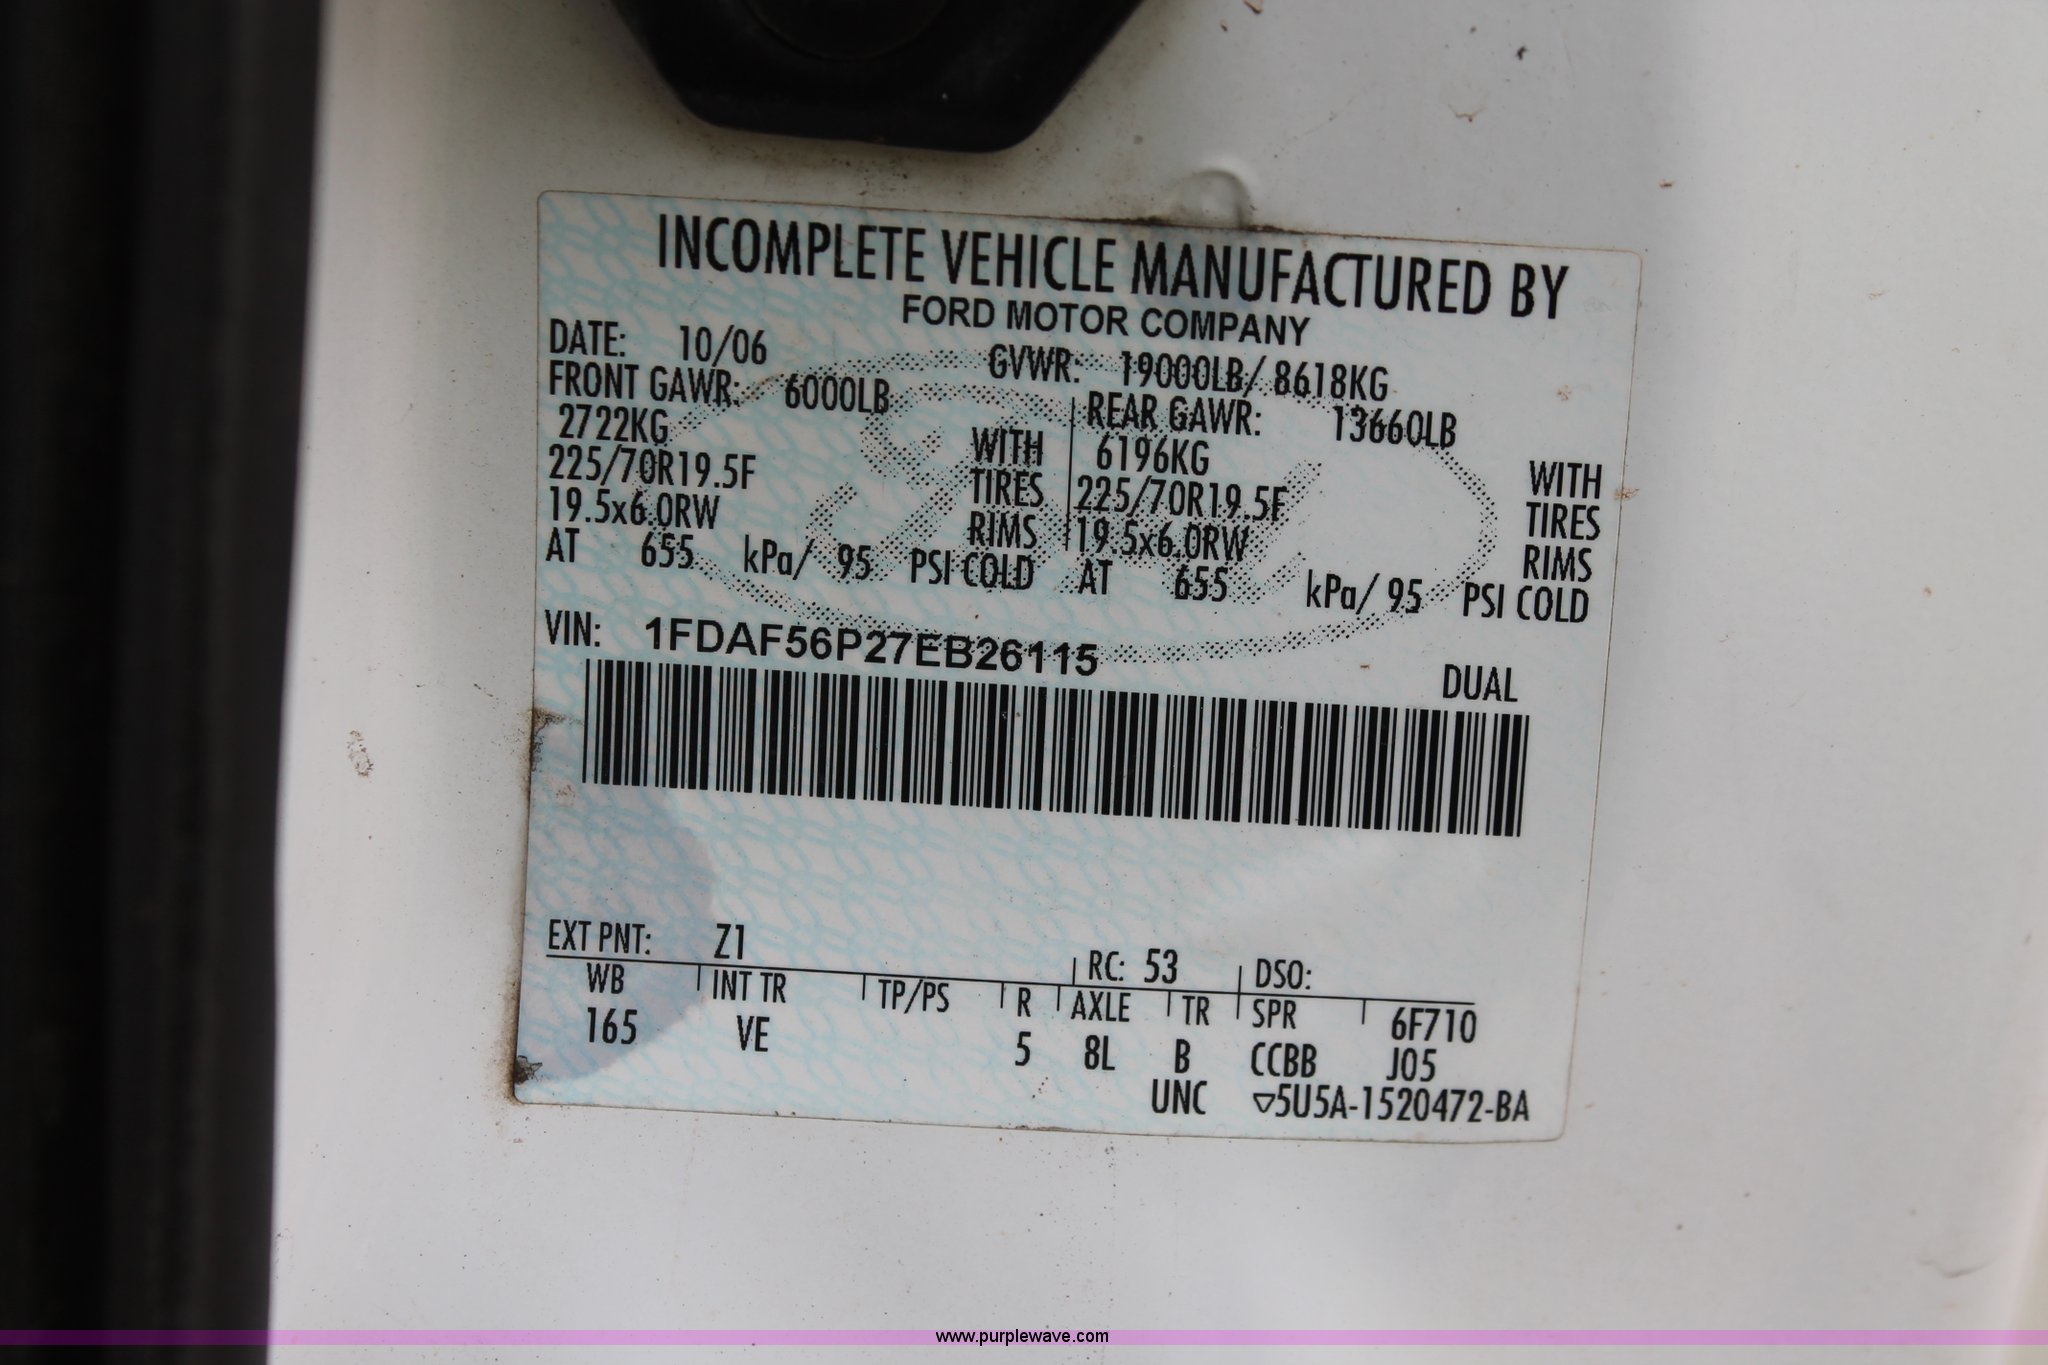 INCOMPLETE VEHICLE MANUFACTURED BY
FORD MOTOR COMPANY
DATE: 10/06 GVWR: 19000LB/ 8618KG
FRONT GAWR: 6000LB REAR GAWR: 13660LB
2722KG WITH 6196KG WITH
225/70R19.5F TIRES 225/70R19.5F TIRES
19.5x6.0RW RIMS 19.5x6.0RW RIMS
AT 655 kPa/ 95 PSI COLD AT 655 kPa/ 95 PSI COLD
VIN: 1FDAF56P27EB26115
DUAL
EXT PNT: Z1 RC: 53 DSO:
WB INT TR TP/PS R AXLE TR SPR 6F710
165 VE 5 8L B CCBB J05
UNC ▽5U5A-1520472-BA
www.purplewave.com